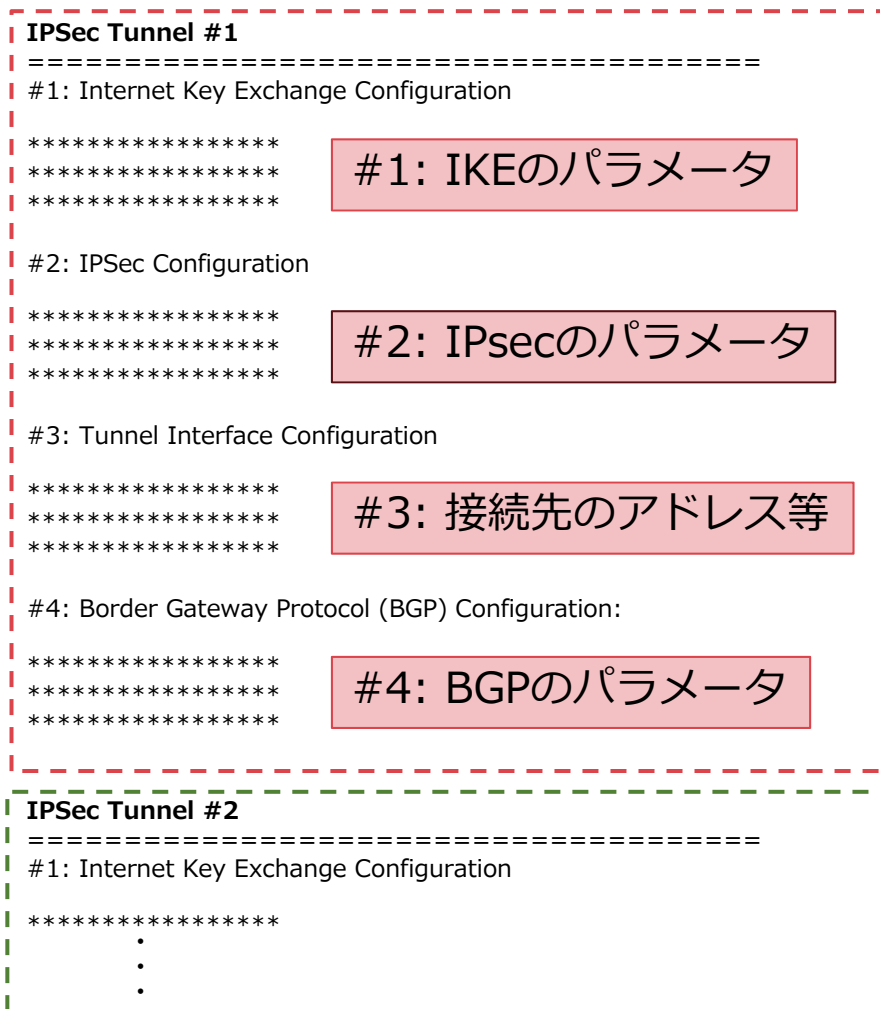 IPSec Tunnel #1
======================================
#1: Internet Key Exchange Configuration
*****************
*****************
*****************
#1: IKEのパラメータ
#2: IPSec Configuration
*****************
*****************
*****************
#2: IPsecのパラメータ
#3: Tunnel Interface Configuration
*****************
*****************
*****************
#3: 接続先のアドレス等
#4: Border Gateway Protocol (BGP) Configuration:
*****************
*****************
*****************
#4: BGPのパラメータ
IPSec Tunnel #2
======================================
#1: Internet Key Exchange Configuration
*****************
・
・
・